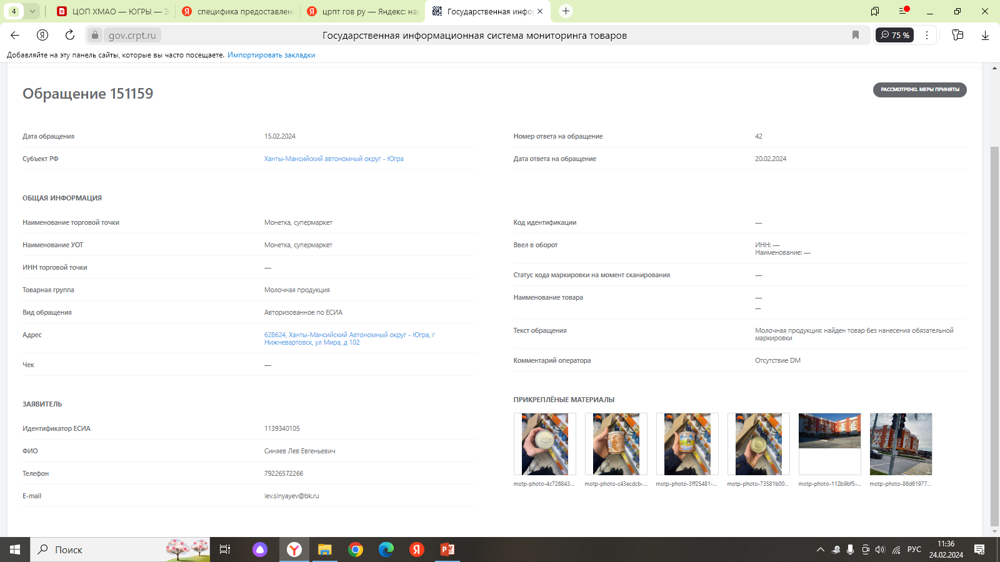 4
ЦОП ХМАО — ЮГРЫ — Э
специфика предоставлен
црпт гов ру — Яндекс: на
Государственная инфо
gov.crpt.ru
Государственная информационная система мониторинга товаров
75 %
Добавляйте на эту панель сайты, которые вы часто посещаете. Импортировать закладки
Обращение 151159
РАССМОТРЕНО. МЕРЫ ПРИНЯТЫ
Дата обращения 15.02.2024
Субъект РФ Ханты-Мансийский автономный округ - Югра
Номер ответа на обращение 42
Дата ответа на обращение 20.02.2024
ОБЩАЯ ИНФОРМАЦИЯ
Наименование торговой точки Монетка, супермаркет
Наименование УОТ Монетка, супермаркет
ИНН торговой точки —
Товарная группа Молочная продукция
Вид обращения Авторизованное по ЕСИА
Адрес 628624, Ханты-Мансийский Автономный округ - Югра, г
Нижневартовск, ул Мира, д 102
Чек —
Код идентификации —
Ввел в оборот ИНН: —
Наименование: —
Статус кода маркировки на момент сканирования —
Наименование товара —
—
Текст обращения Молочная продукция: найден товар без нанесения обязательной
маркировки
Комментарий оператора Отсутствие DM
ЗАЯВИТЕЛЬ
Идентификатор ЕСИА 1139340105
ФИО Синяев Лев Евгеньевич
Телефон 79226572266
E-mail lev.sinyayev@bk.ru
ПРИКРЕПЛЁНЫЕ МАТЕРИАЛЫ
motp-photo-4c726843...
motp-photo-c43ecdcb-...
motp-photo-3ff25481-...
motp-photo-73581b00...
motp-photo-112b9bf5-...
motp-photo-86d61977...
Поиск
РУС
11:36
24.02.2024